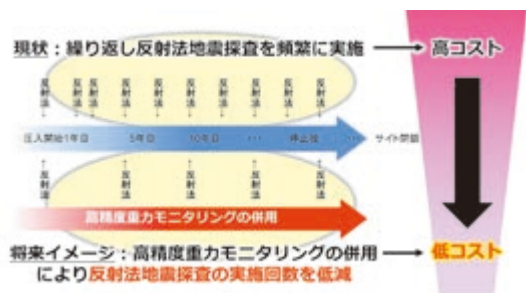 現状：繰り返し反射法地震探査を頻繁に実施
高コスト
反射法 反射法 反射法 反射法 反射法 反射法 反射法 反射法 反射法
圧入開始1年目 5年目 10年目 停止後 サイト閉鎖
反射法 反射法 反射法 反射法 反射法
高精度重力モニタリングの併用
将来イメージ：高精度重力モニタリングの併用
低コスト
により反射法地震探査の実施回数を低減